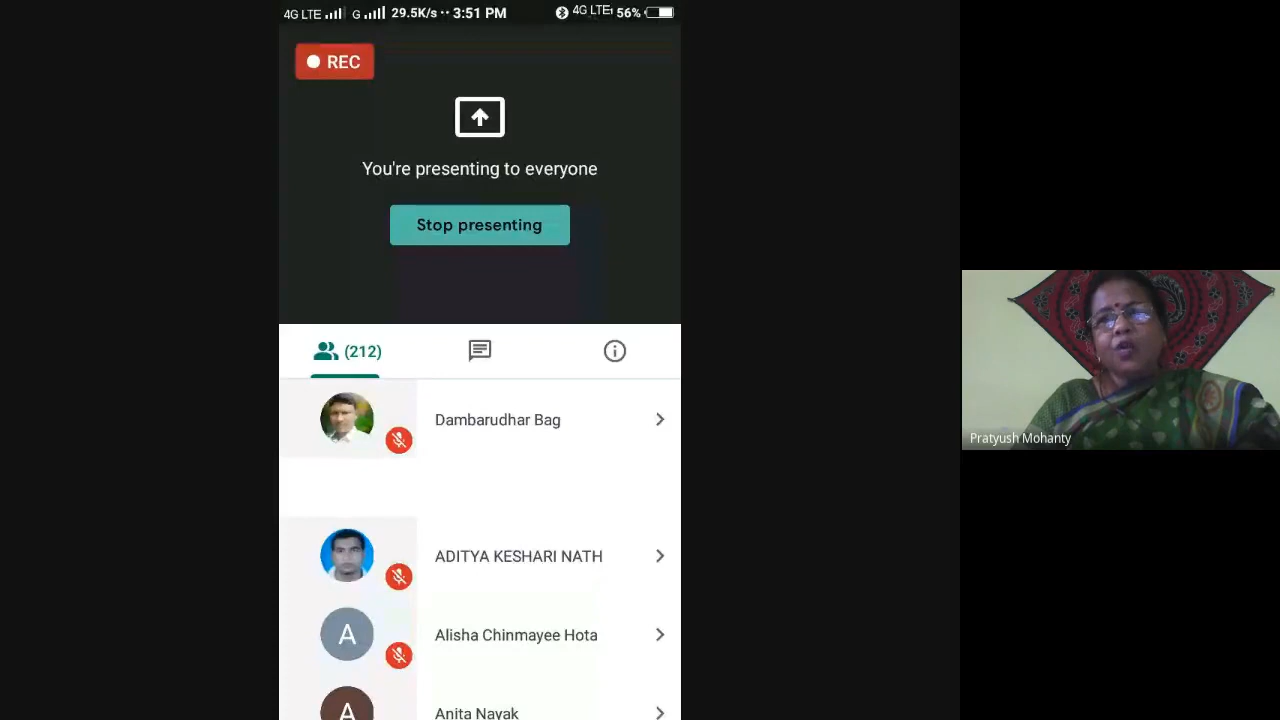 4G LTE G 29.5K/s ·· 3:51 PM 4G LTE 56%
REC
You're presenting to everyone
Stop presenting
(212)
Dambarudhar Bag
ADITYA KESHARI NATH
A
Alisha Chinmayee Hota
A
Anita Nayak
Pratyush Mohanty